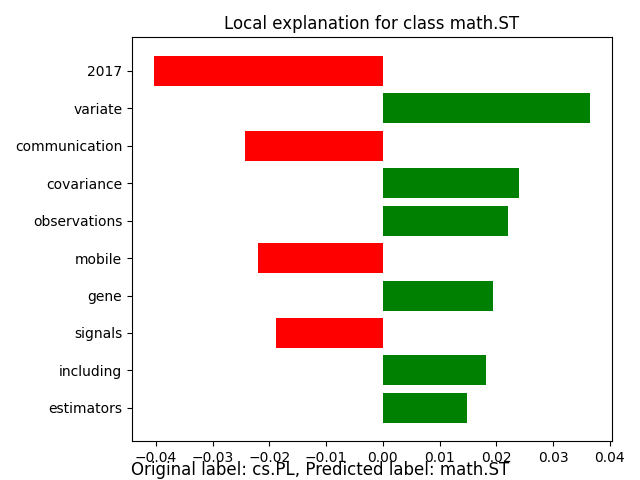 Local explanation for class math.ST
2017
variate
communication
covariance
observations
mobile
gene
signals
including
estimators
−0.04 −0.03 −0.02 −0.01 0.00 0.01 0.02 0.03 0.04
Original label: cs.PL, Predicted label: math.ST